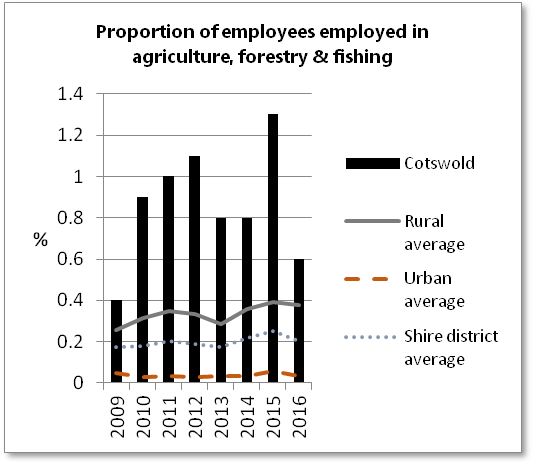 Proportion of employees employed in
agriculture, forestry & fishing
1.4
1.2
1
0.8
0.6
0.4
0.2
0
%
2009
2010
2011
2012
2013
2014
2015
2016
Cotswold
Rural
average
Urban
average
Shire district
average